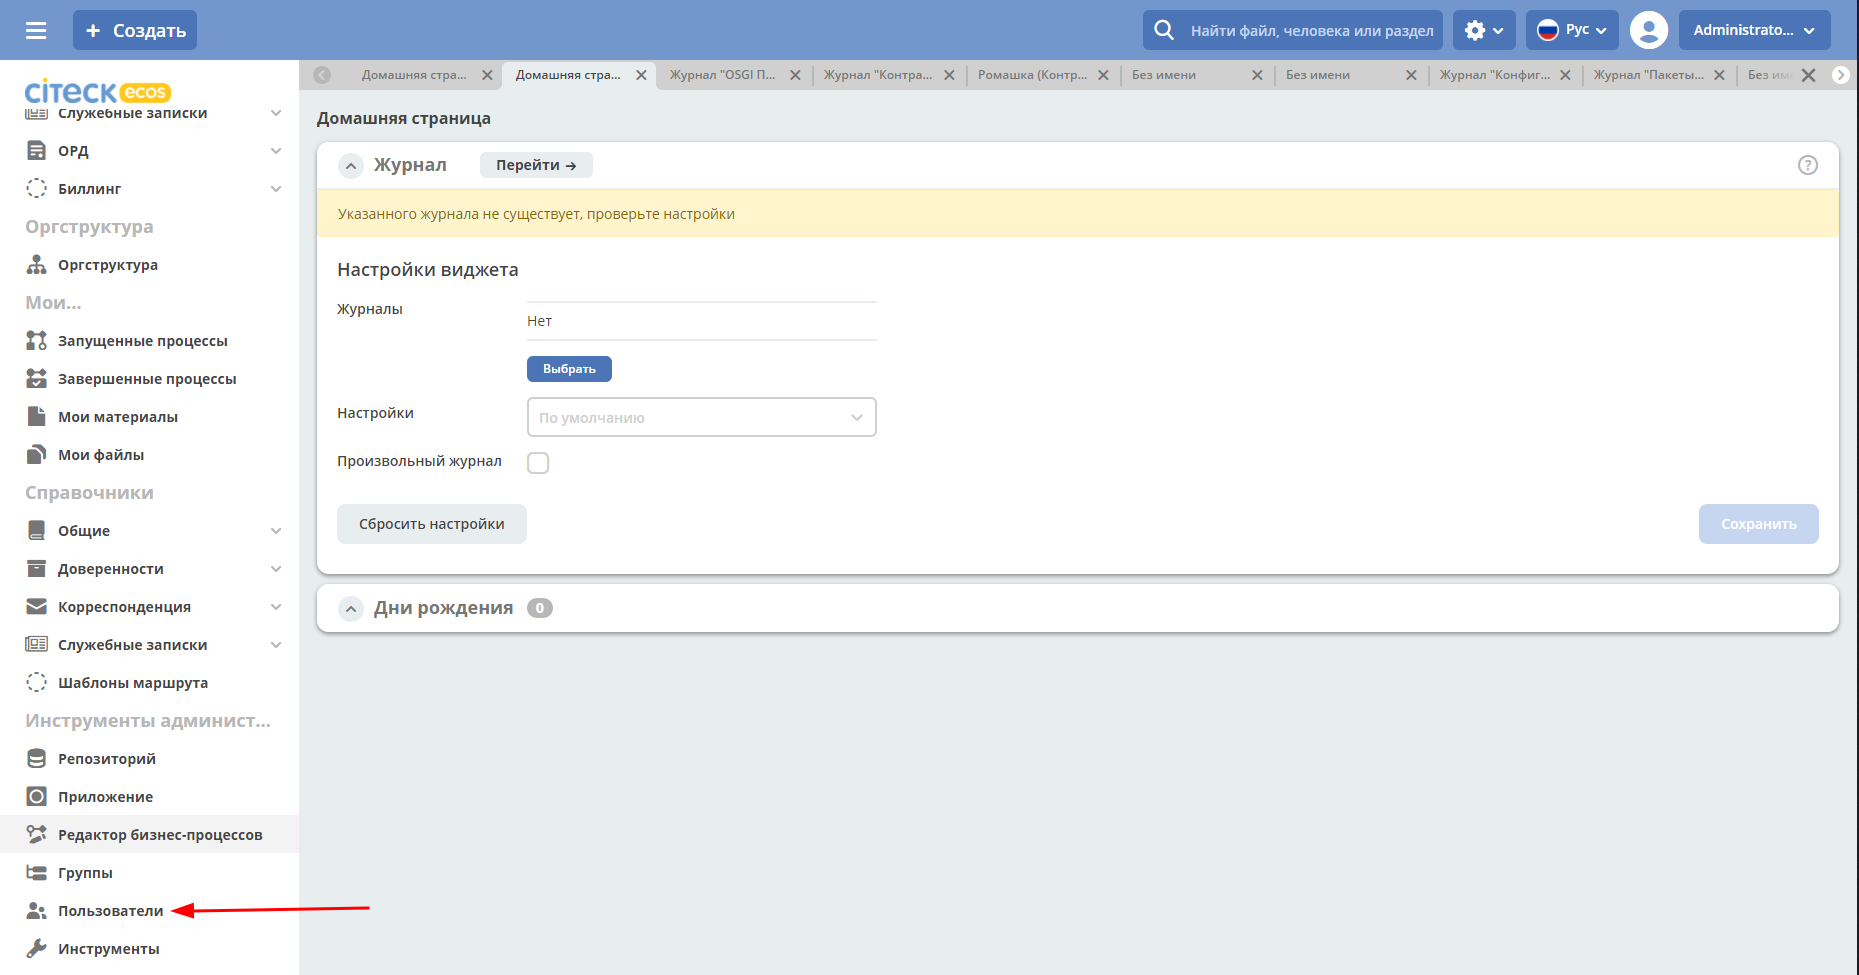 + Создать
Найти файл, человека или раздел
Рус
Administrato...
Домашняя стра...
Домашняя стра...
Журнал "OSGI П...
Журнал "Контра...
Ромашка (Контр...
Без имени
Без имени
Журнал "Конфиг...
Журнал "Пакеты...
Без им
citeck ecos
Служебные записки
ОРД
Биллинг
Оргструктура
Оргструктура
Мои...
Запущенные процессы
Завершенные процессы
Мои материалы
Мои файлы
Справочники
Общие
Доверенности
Корреспонденция
Служебные записки
Шаблоны маршрута
Инструменты админист...
Репозиторий
Приложение
Редактор бизнес-процессов
Группы
Пользователи
Инструменты
Домашняя страница
Журнал
Перейти →
?
Указанного журнала не существует, проверьте настройки
Настройки виджета
Журналы
Нет
Выбрать
Настройки
По умолчанию
Произвольный журнал
Сбросить настройки
Сохранить
Дни рождения 0